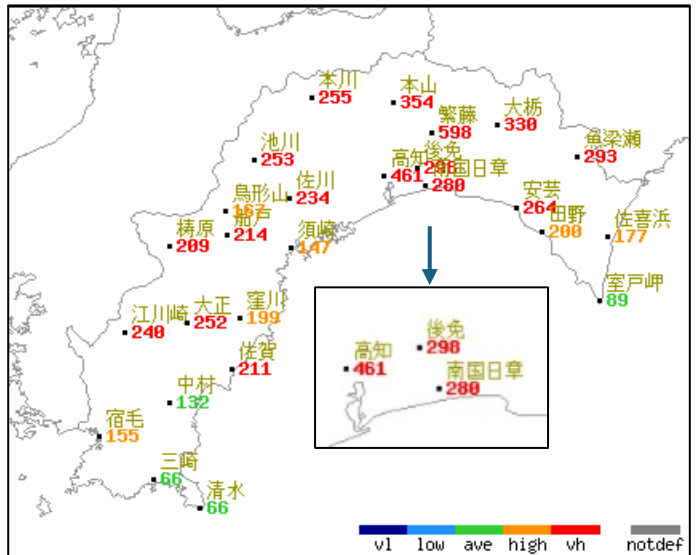 本川
255
本山
354
大栃
330
繁藤
598
魚梁瀬
293
池川
253
高知
461
後免
298
南国日章
280
佐川
234
鳥形山
167
安芸
264
船戸
214
梼原
209
須崎
147
田野
200
佐喜浜
177
室戸岬
89
江川崎
240
大正
252
窪川
199
後免
298
高知
461
南国日章
280
佐賀
211
中村
132
宿毛
155
三崎
66
清水
66
vl low ave high vh notdef